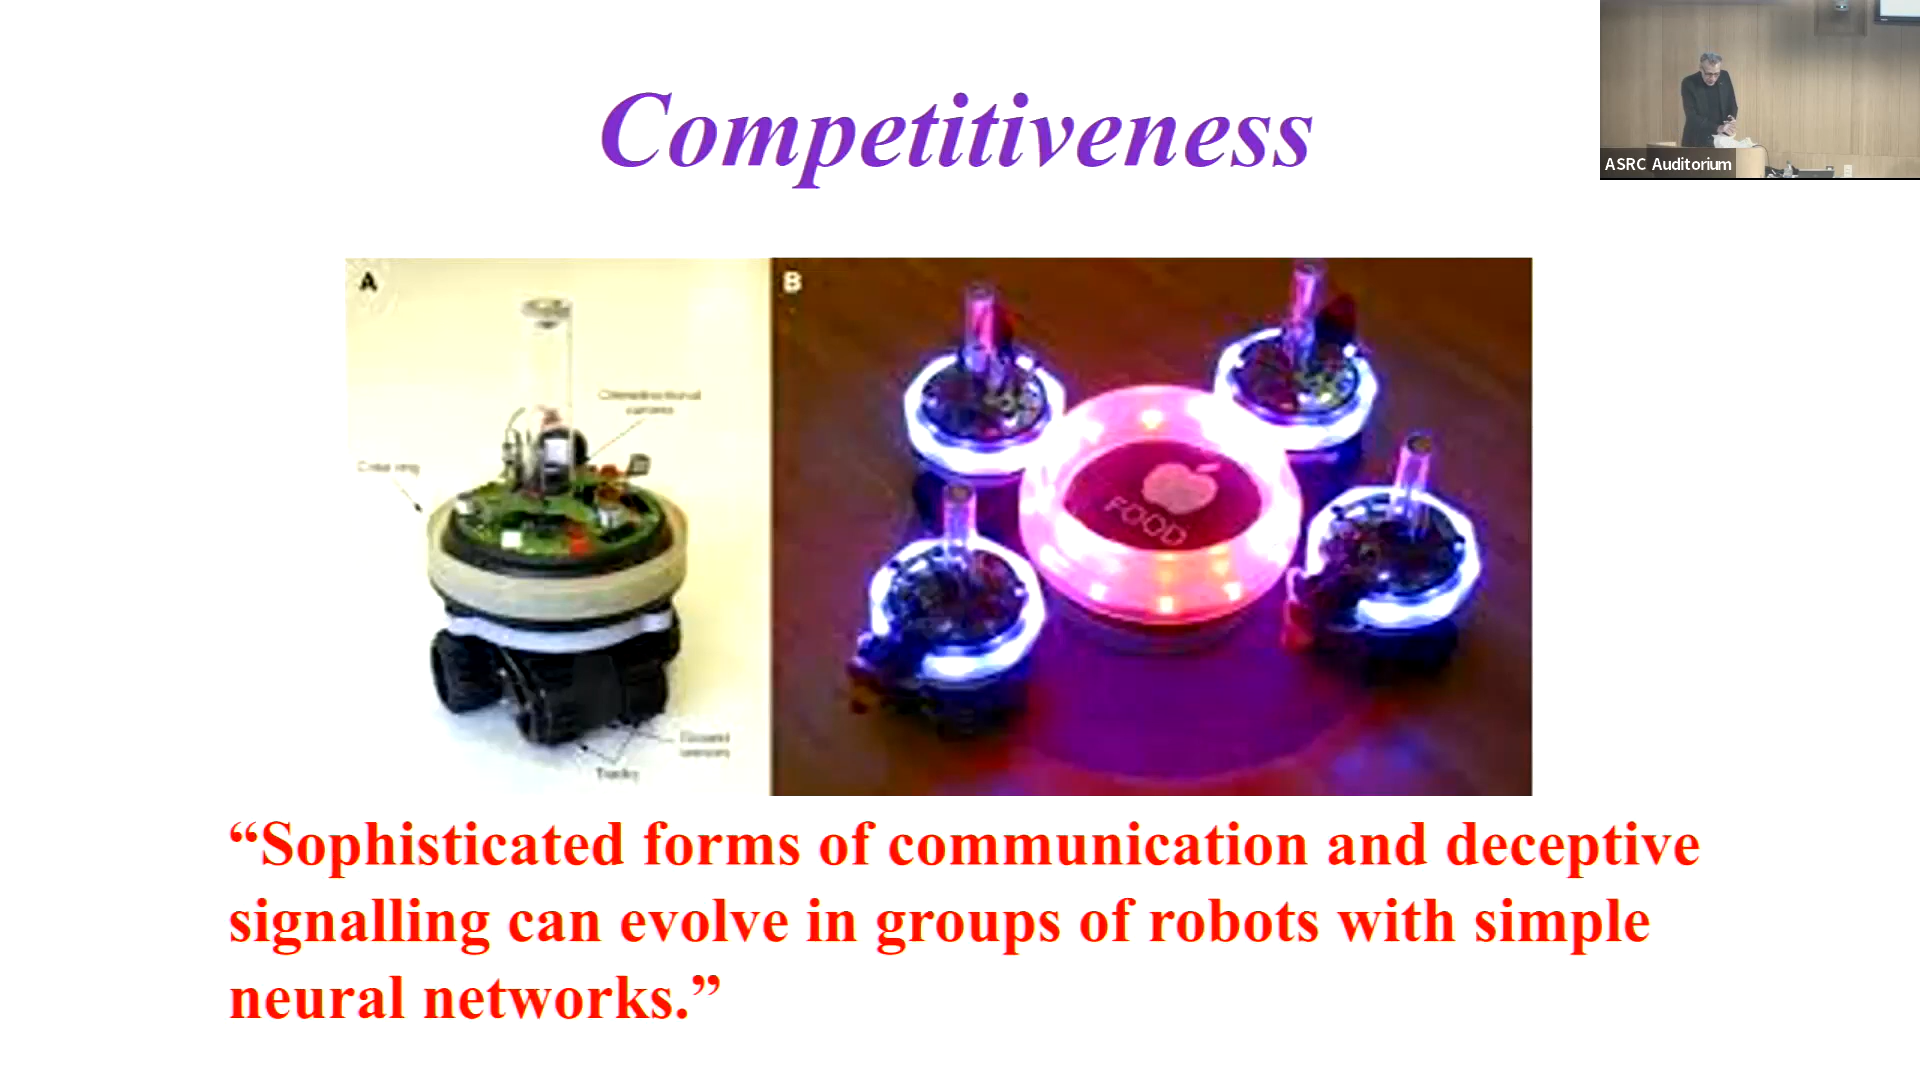 Competitiveness
ASRC Auditorium
A
B
FOOD
“Sophisticated forms of communication and deceptive
signalling can evolve in groups of robots with simple
neural networks.”